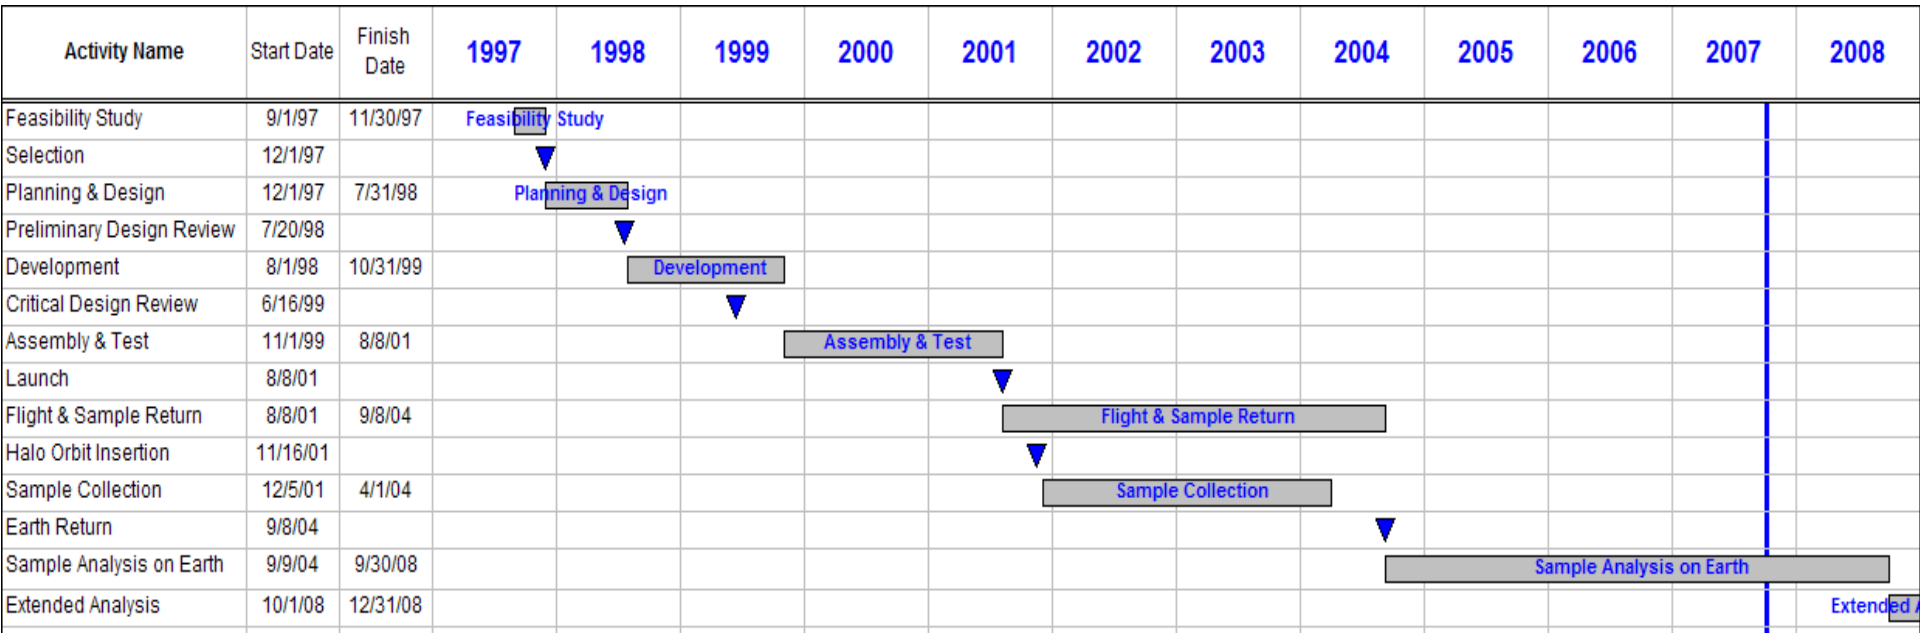 Activity Name Start Date Finish Date 1997 1998 1999 2000 2001 2002 2003 2004 2005 2006 2007 2008
Feasibility Study 9/1/97 11/30/97 Feasibility Study
Selection 12/1/97
Planning & Design 12/1/97 7/31/98 Planning & Design
Preliminary Design Review 7/20/98
Development 8/1/98 10/31/99 Development
Critical Design Review 6/16/99
Assembly & Test 11/1/99 8/8/01 Assembly & Test
Launch 8/8/01
Flight & Sample Return 8/8/01 9/8/04 Flight & Sample Return
Halo Orbit Insertion 11/16/01
Sample Collection 12/5/01 4/1/04 Sample Collection
Earth Return 9/8/04
Sample Analysis on Earth 9/9/04 9/30/08 Sample Analysis on Earth
Extended Analysis 10/1/08 12/31/08 Extended